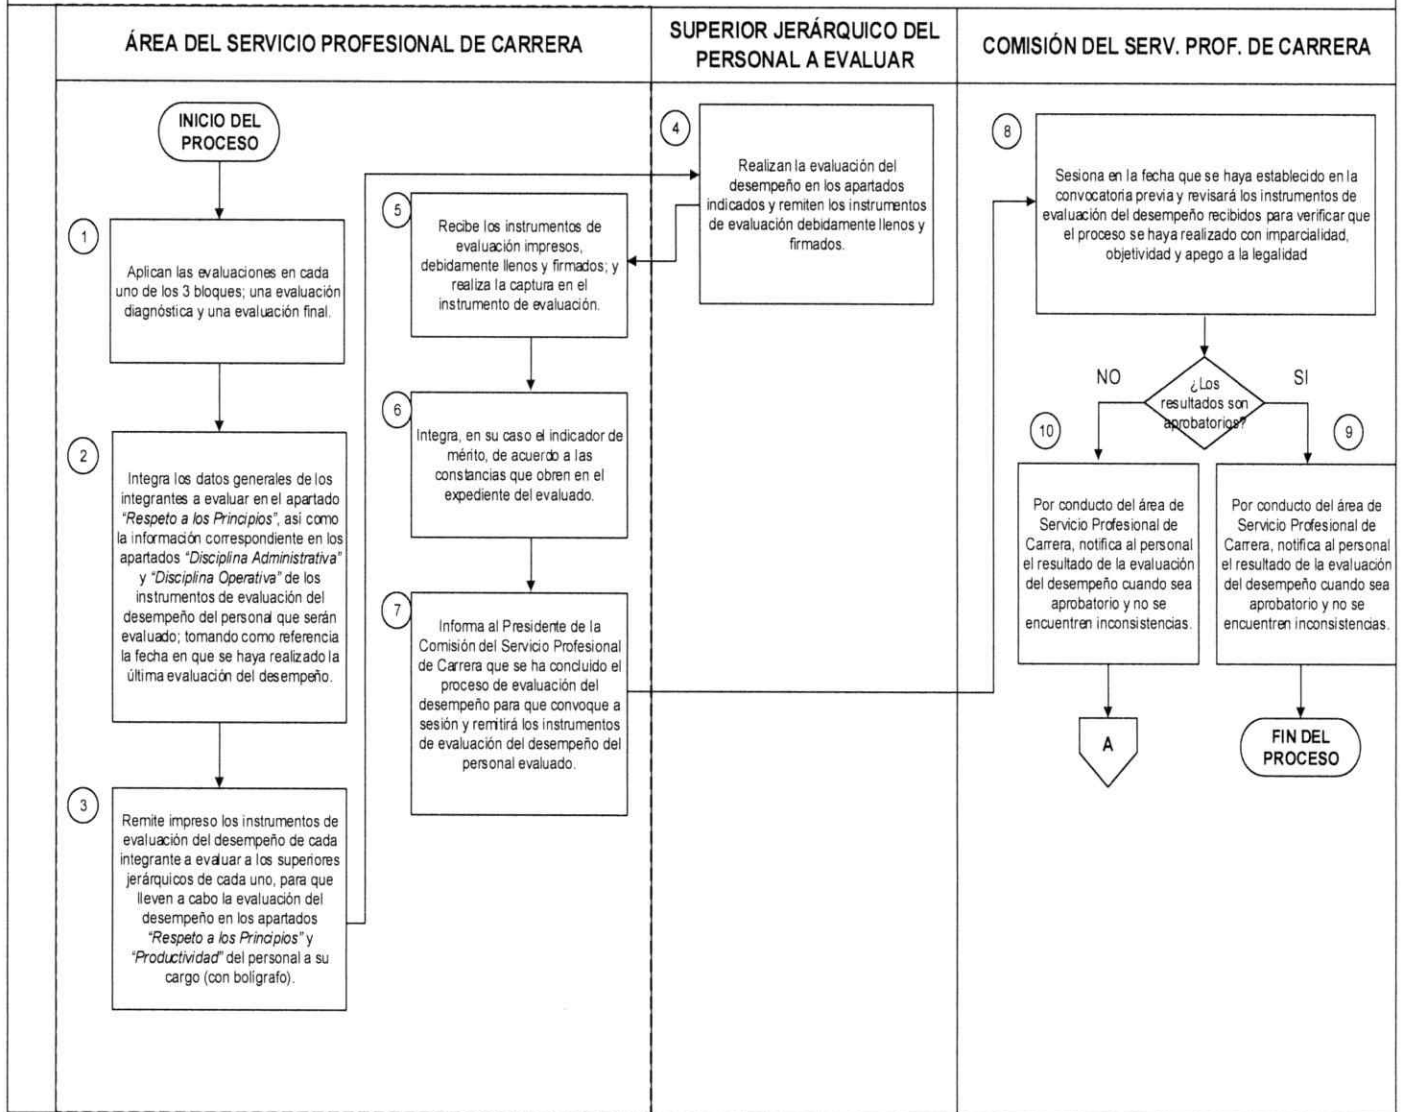 ÁREA DEL SERVICIO PROFESIONAL DE CARRERA
SUPERIOR JERÁRQUICO DEL
PERSONAL A EVALUAR
COMISIÓN DEL SERV. PROF. DE CARRERA
INICIO DEL
PROCESO
1
Aplican las evaluaciones en cada
uno de los 3 bloques; una evaluación
diagnóstica y una evaluación final.
2
Integra los datos generales de los
integrantes a evaluar en el apartado
"Respeto a los Principios", así como
la información correspondiente en los
apartados "Disciplina Administrativa"
y "Disciplina Operativa" de los
instrumentos de evaluación del
desempeño del personal que serán
evaluado; tomando como referencia
la fecha en que se haya realizado la
última evaluación del desempeño.
3
Remite impreso los instrumentos de
evaluación del desempeño de cada
integrante a evaluar a los superiores
jerárquicos de cada uno, para que
lleven a cabo la evaluación del
desempeño en los apartados
"Respeto a los Principios" y
"Productividad" del personal a su
cargo (con bolígrafo).
4
Realizan la evaluación del
desempeño en los apartados
indicados y remiten los instrumentos
de evaluación debidamente llenos y
firmados.
5
Recibe los instrumentos de
evaluación impresos,
debidamente llenos y firmados; y
realiza la captura en el
instrumento de evaluación.
6
Integra, en su caso el indicador de
mérito, de acuerdo a las
constancias que obren en el
expediente del evaluado.
7
Informa al Presidente de la
Comisión del Servicio Profesional
de Carrera que se ha concluido el
proceso de evaluación del
desempeño para que convoque a
sesión y remitirá los instrumentos
de evaluación del desempeño del
personal evaluado.
8
Sesiona en la fecha que se haya establecido en la
convocatoria previa y revisará los instrumentos de
evaluación del desempeño recibidos para verificar que
el proceso se haya realizado con imparcialidad,
objetividad y apego a la legalidad
¿Los
resultados son
aprobatorios?
NO
SI
10
Por conducto del área de
Servicio Profesional de
Carrera, notifica al personal
el resultado de la evaluación
del desempeño cuando sea
aprobatorio y no se
encuentren inconsistencias.
A
9
Por conducto del área de
Servicio Profesional de
Carrera, notifica al personal
el resultado de la evaluación
del desempeño cuando sea
aprobatorio y no se
encuentren inconsistencias.
FIN DEL
PROCESO